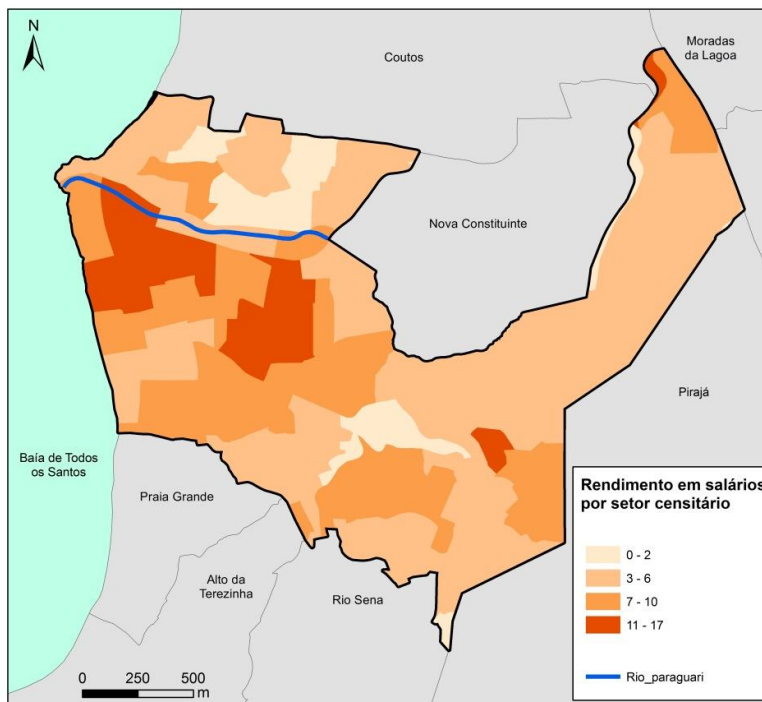 N
Coutos
Moradas
da Lagoa
Nova Constituinte
Pirajá
Baía de Todos
os Santos
Praia Grande
Alto da
Terezinha
Rio Sena
0 250 500
m
Rendimento em salários
por setor censitário
0 - 2
3 - 6
7 - 10
11 - 17
Rio_paraguari